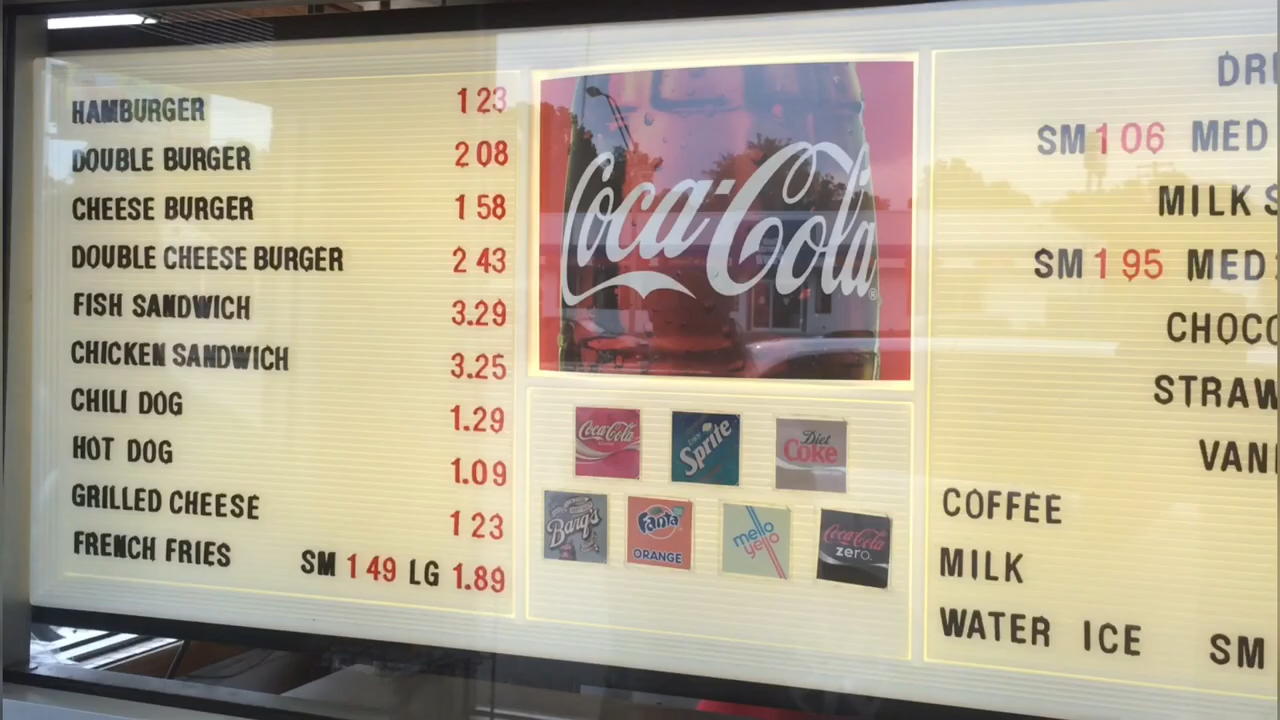 HAMBURGER 1 23
DOUBLE BURGER 2 08
CHEESE BURGER 1 58
DOUBLE CHEESE BURGER 2 43
FISH SANDWICH 3.29
CHICKEN SANDWICH 3.25
CHILI DOG 1.29
HOT DOG 1.09
GRILLED CHEESE 1 23
FRENCH FRIES SM 1 49 LG 1.89
Coca-Cola
Coca-Cola
Sprite
Diet
Coke
Barq's
Fanta
ORANGE
mello
yello
Coca-Cola
zero.
DRI
SM 1 06 MED
MILK S
SM 1 95 MED
CHOCO
STRAW
VANI
COFFEE
MILK
WATER ICE SM